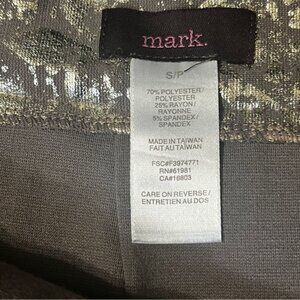 mark.
S/P
70% POLYESTER/
POLYESTER
25% RAYON/
RAYONNE
5% SPANDEX/
SPANDEX
MADE IN TAIWAN
FAIT AU TAIWAN
FSC#F3974771
RN#61981
CA#16803
CARE ON REVERSE/
ENTRETIEN AU DOS